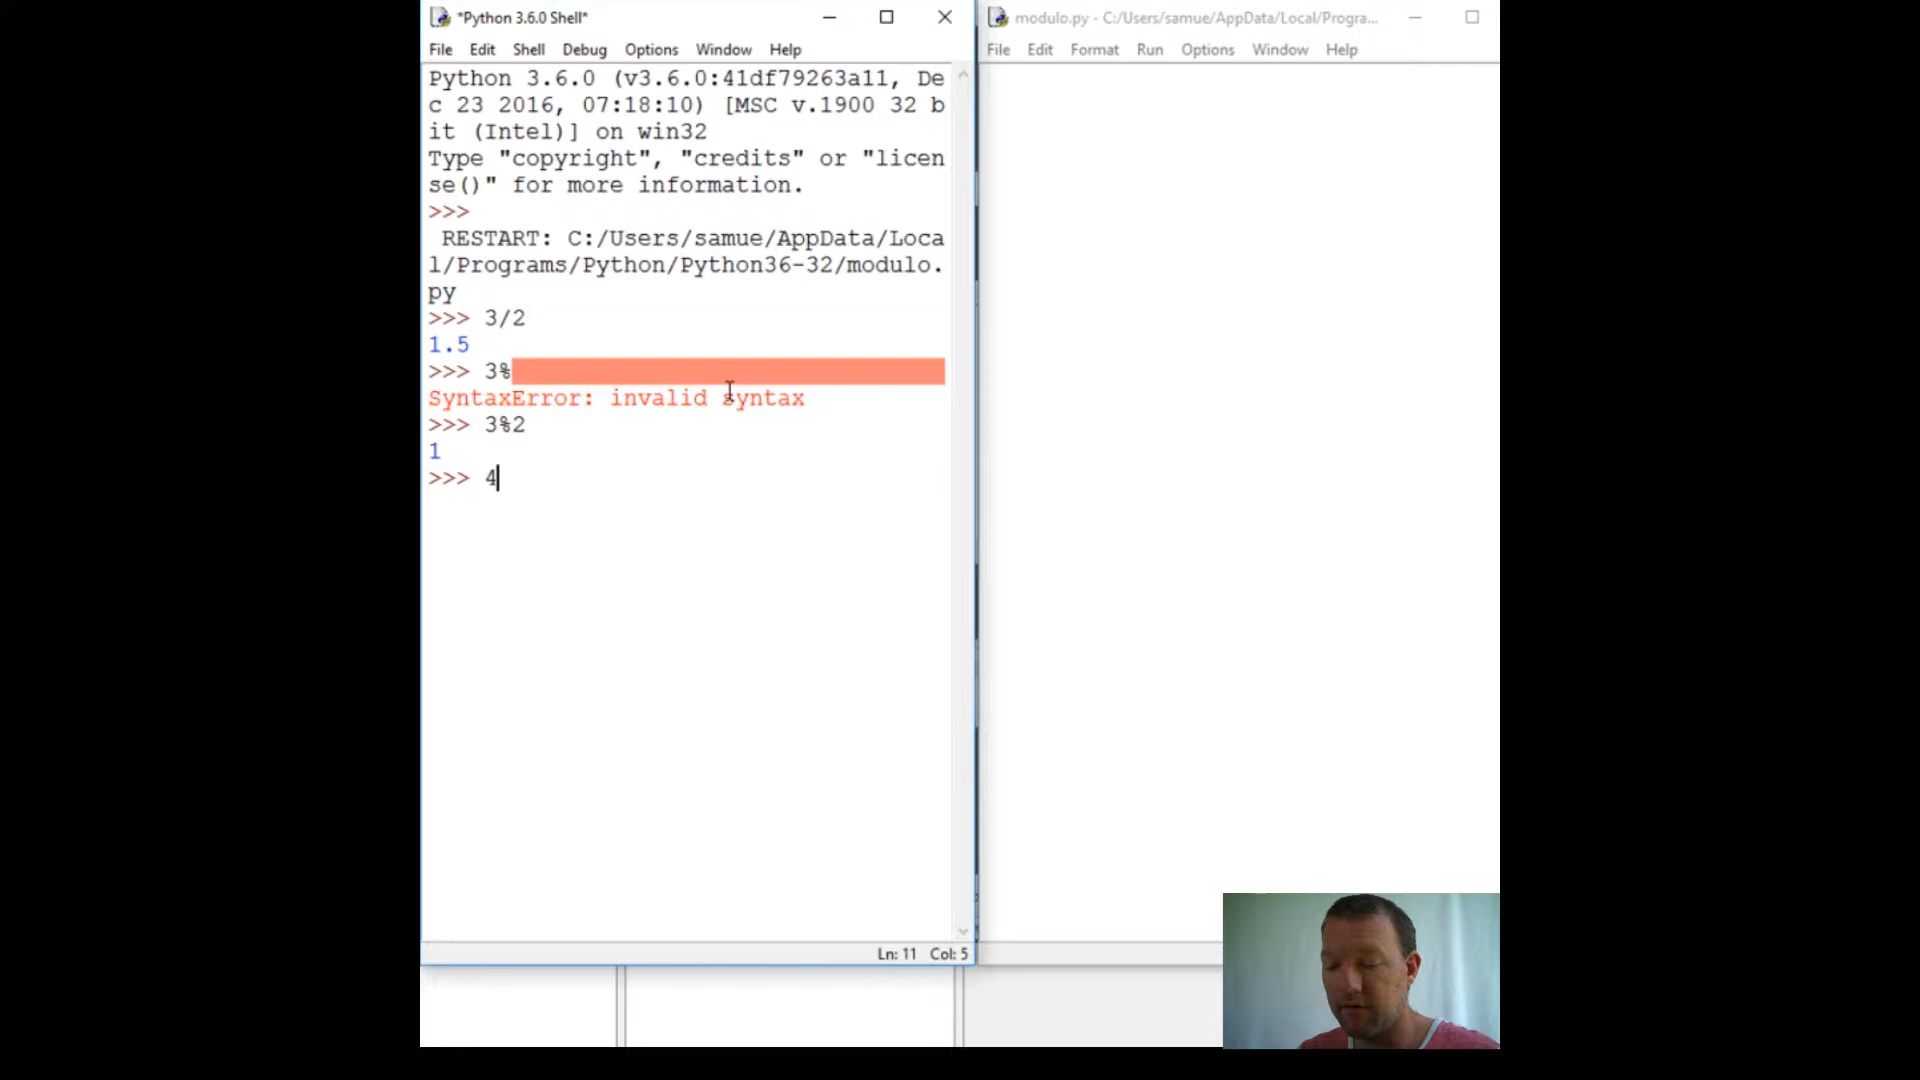 *Python 3.6.0 Shell*
File Edit Shell Debug Options Window Help
Python 3.6.0 (v3.6.0:41df79263a11, De
c 23 2016, 07:18:10) [MSC v.1900 32 b
it (Intel)] on win32
Type "copyright", "credits" or "licen
se()" for more information.
>>>
RESTART: C:/Users/samue/AppData/Loca
l/Programs/Python/Python36-32/modulo.
py
>>> 3/2
1.5
>>> 3%
SyntaxError: invalid syntax
>>> 3%2
1
>>> 4
Ln: 11 Col: 5
modulo.py - C:/Users/samue/AppData/Local/Progra...
File Edit Format Run Options Window Help